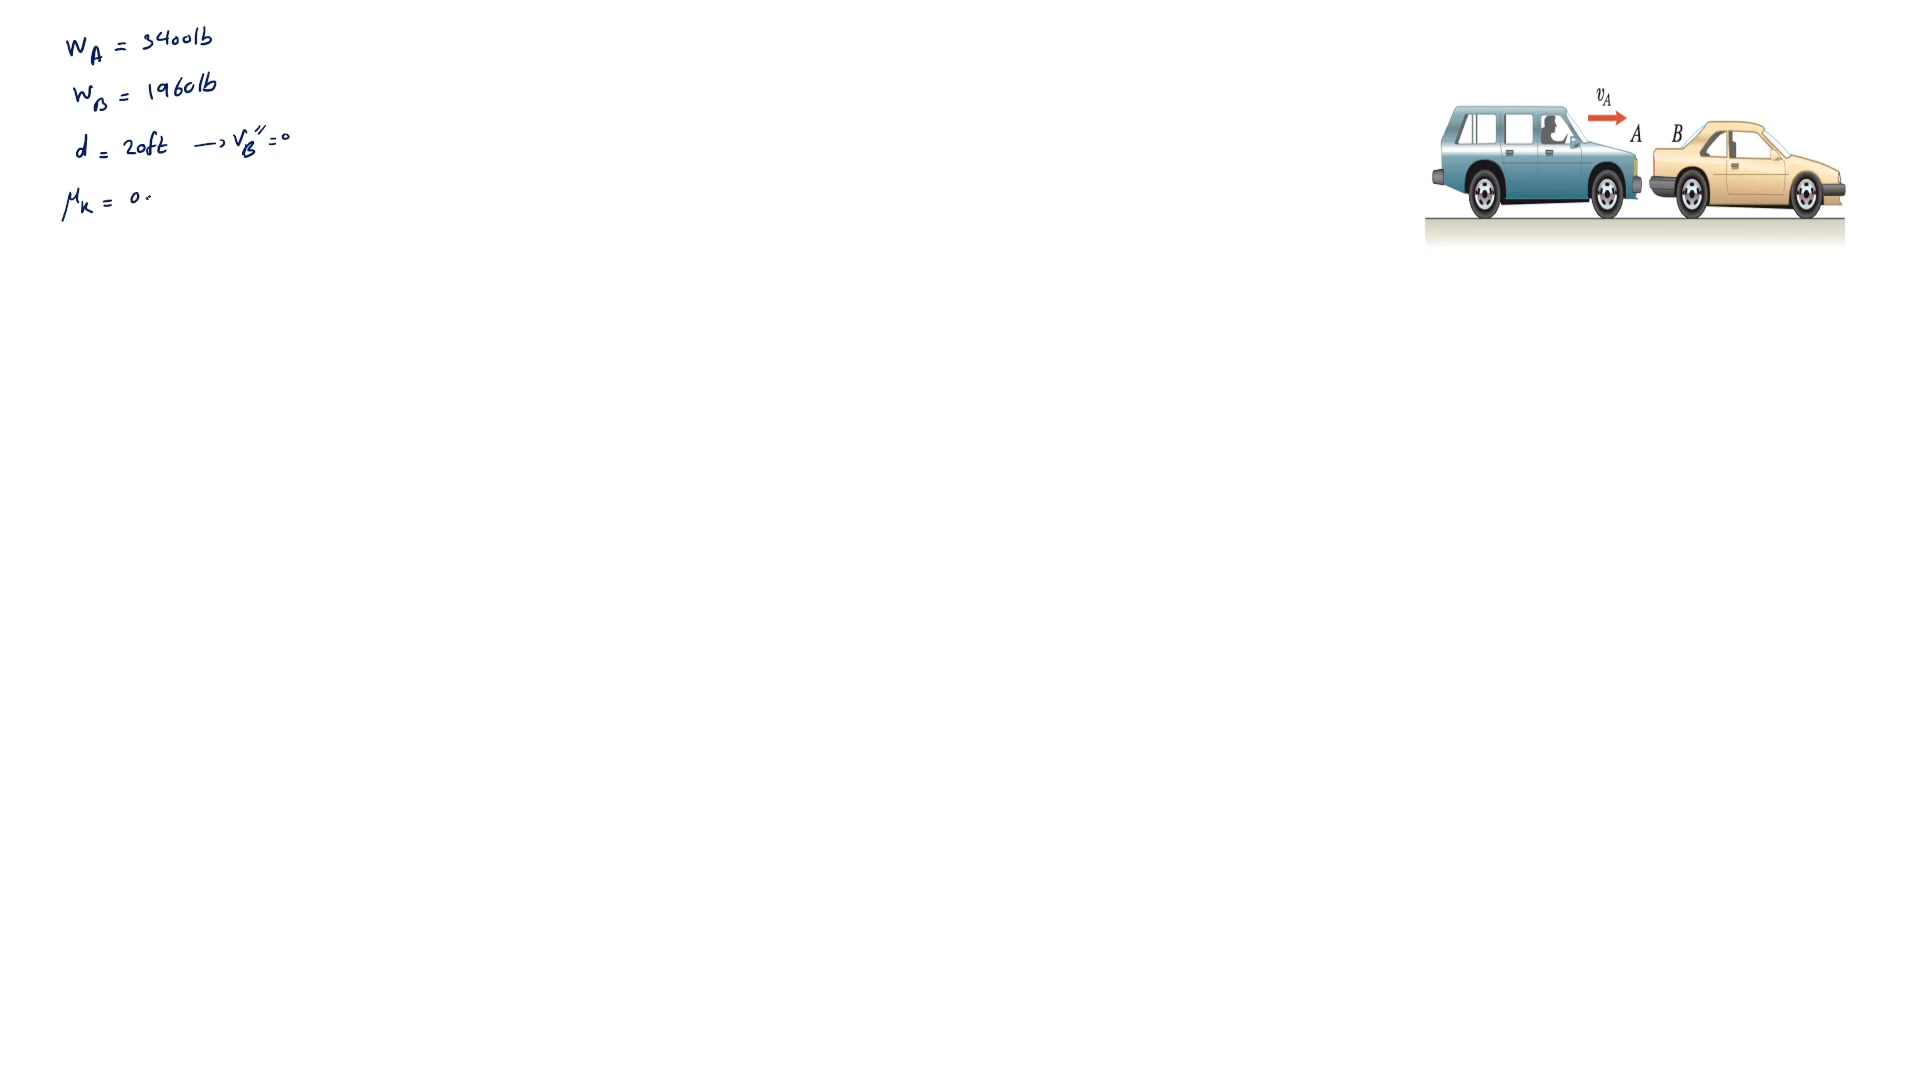 W_A = 3400lb
W_B = 1960lb
d = 20ft → V_B'' = 0
μ_k = 0.
v_A
A B